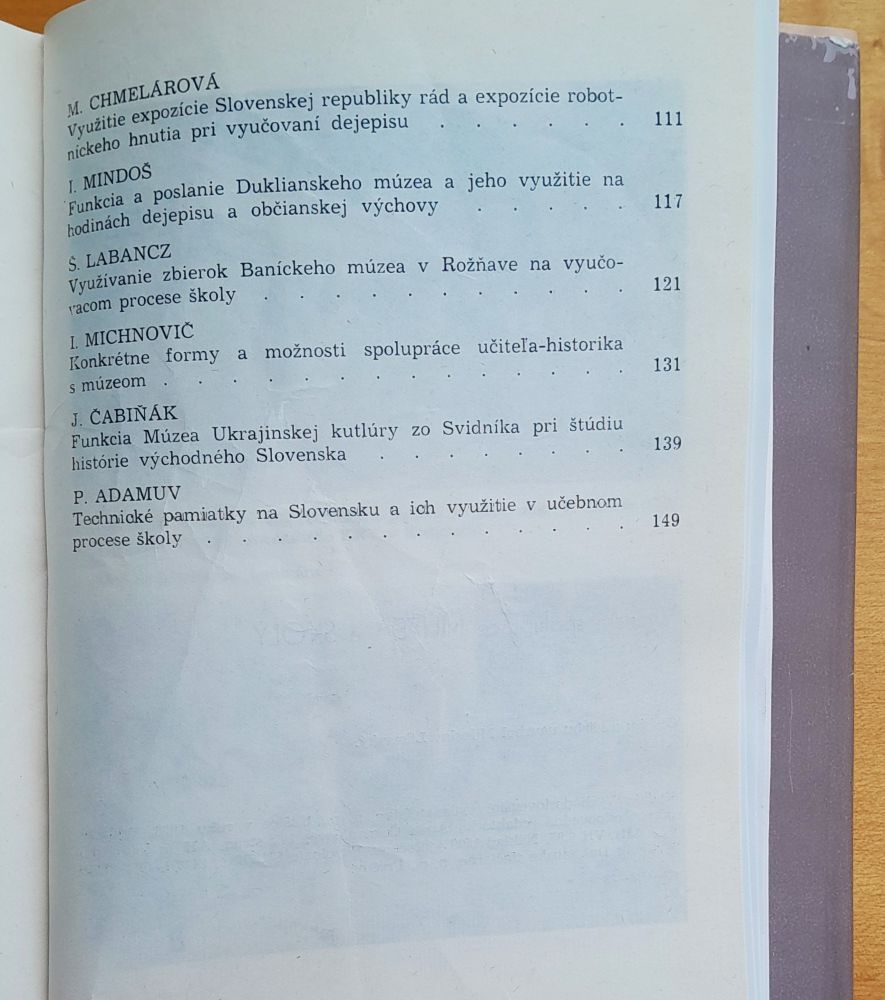 M. CHMELÁROVÁ
Využitie expozície Slovenskej republiky rád a expozície robot-
níckeho hnutia pri vyučovaní dejepisu . . . . . . 111
I. MINDOŠ
Funkcia a poslanie Duklianskeho múzea a jeho využitie na
hodinách dejepisu a občianskej výchovy . . . . . 117
Š. LABANCZ
Využívanie zbierok Baníckeho múzea v Rožňave na vyučo-
vacom procese školy . . . . . . . . . . . 121
I. MICHNOVIČ
Konkrétne formy a možnosti spolupráce učiteľa-historika
s múzeom . . . . . . . . . . . . . . 131
J. ČABIŇÁK
Funkcia Múzea Ukrajinskej kutlúry zo Svidníka pri štúdiu
histórie východného Slovenska . . . . . . . . 139
P. ADAMUV
Technické pamiatky na Slovensku a ich využitie v učebnom
procese školy . . . . . . . . . . . . . 149